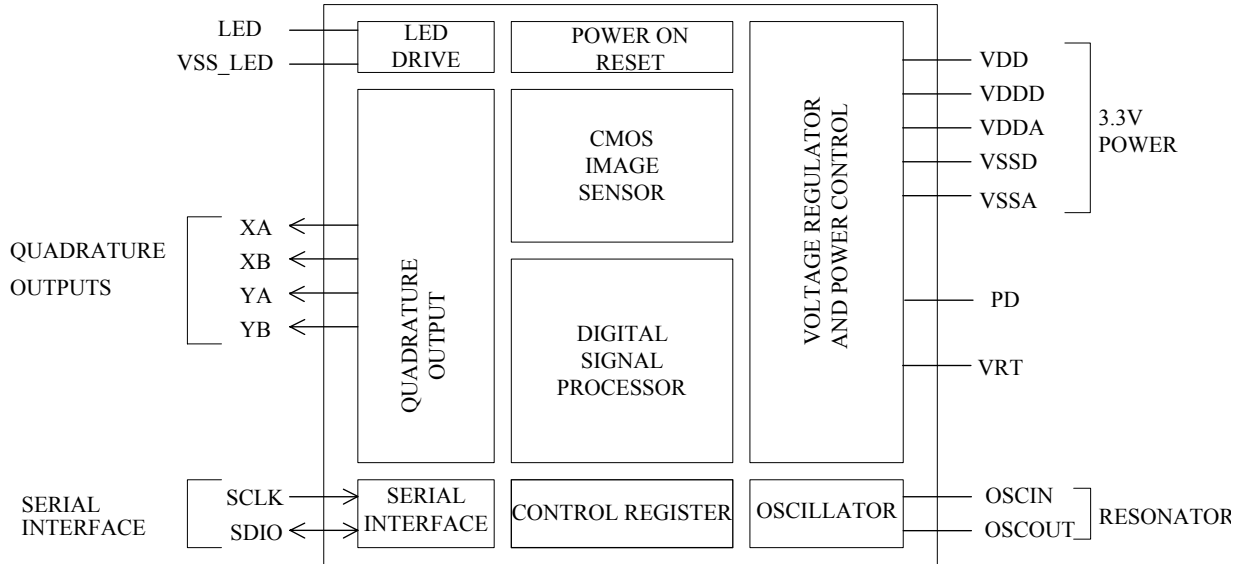 LED
VSS_LED
LED
DRIVE
POWER ON
RESET
VDD
VDDD
VDDA
VSSD
VSSA
3.3V
POWER
CMOS
IMAGE
SENSOR
VOLTAGE REGULATOR
AND POWER CONTROL
QUADRATURE
OUTPUTS
XA
XB
YA
YB
QUADRATURE
OUTPUT
DIGITAL
SIGNAL
PROCESSOR
PD
VRT
SERIAL
INTERFACE
SCLK
SDIO
SERIAL
INTERFACE
CONTROL REGISTER
OSCILLATOR
OSCIN
OSCOUT
RESONATOR